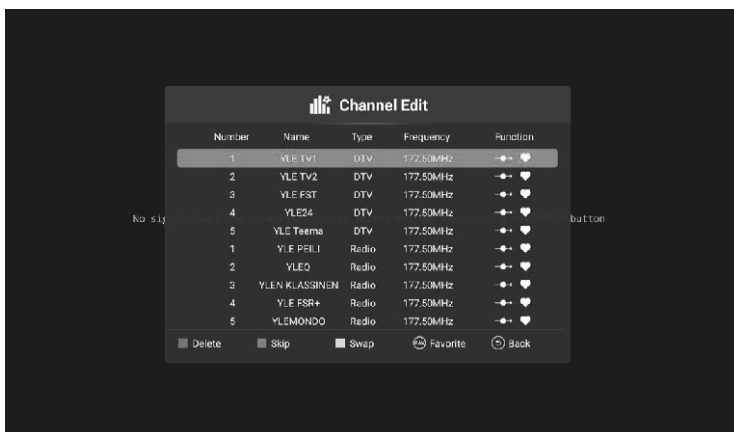 Channel Edit
Number Name Type Frequency Function
1 YLE TV1 DTV 177.50MHz
2 YLE TV2 DTV 177.50MHz
3 YLE FST DTV 177.50MHz
4 YLE24 DTV 177.50MHz
No sig button
5 YLE Teema DTV 177.50MHz
1 YLE PEILI Radio 177.50MHz
2 YLEQ Radio 177.50MHz
3 YLEN KLASSINEN Radio 177.50MHz
4 YLE FSR+ Radio 177.50MHz
5 YLEMONDO Radio 177.50MHz
Delete Skip Swap FAV Favorite Back